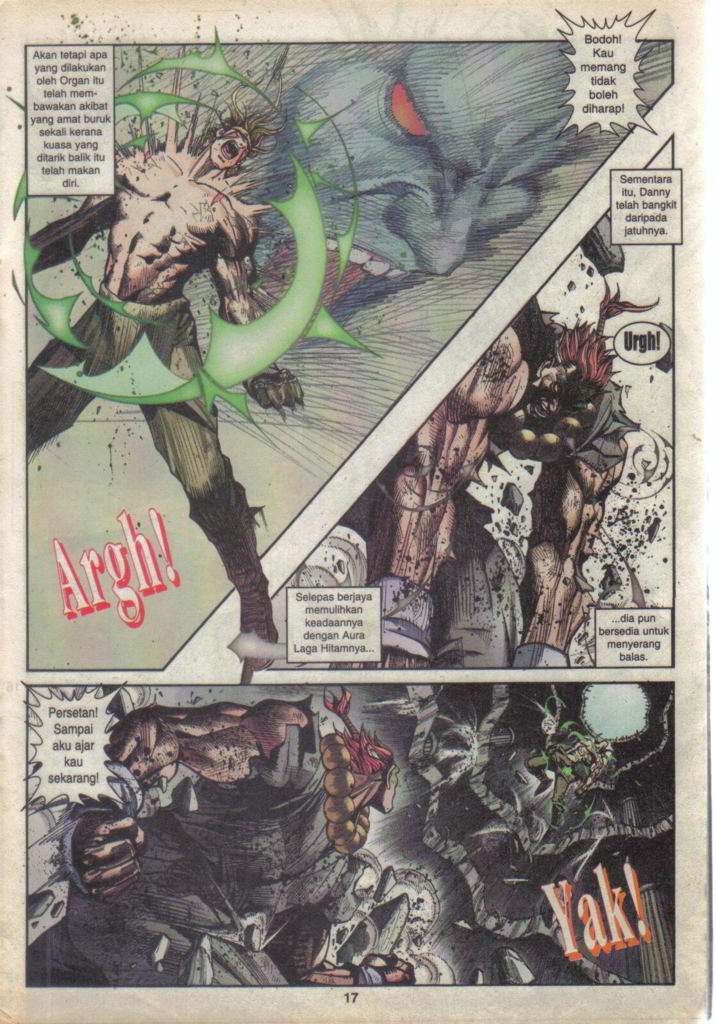 Akan tetapi apa
yang dilakukan
oleh Organ itu
telah mem-
bawakan akibat
yang amat buruk
sekali kerana
kuasa yang
ditarik balik itu
telah makan
diri.
Bodoh!
Kau
memang
tidak
boleh
diharap!
Sementara
itu, Danny
telah bangkit
daripada
jatuhnya.
Urgh!
Argh!
Selepas berjaya
memulihkan
keadaannya
dengan Aura
Laga Hitamnya...
...dia pun
bersedia untuk
menyerang
balas.
Persetan!
Sampai
aku ajar
kau
sekarang!
Yak!
17